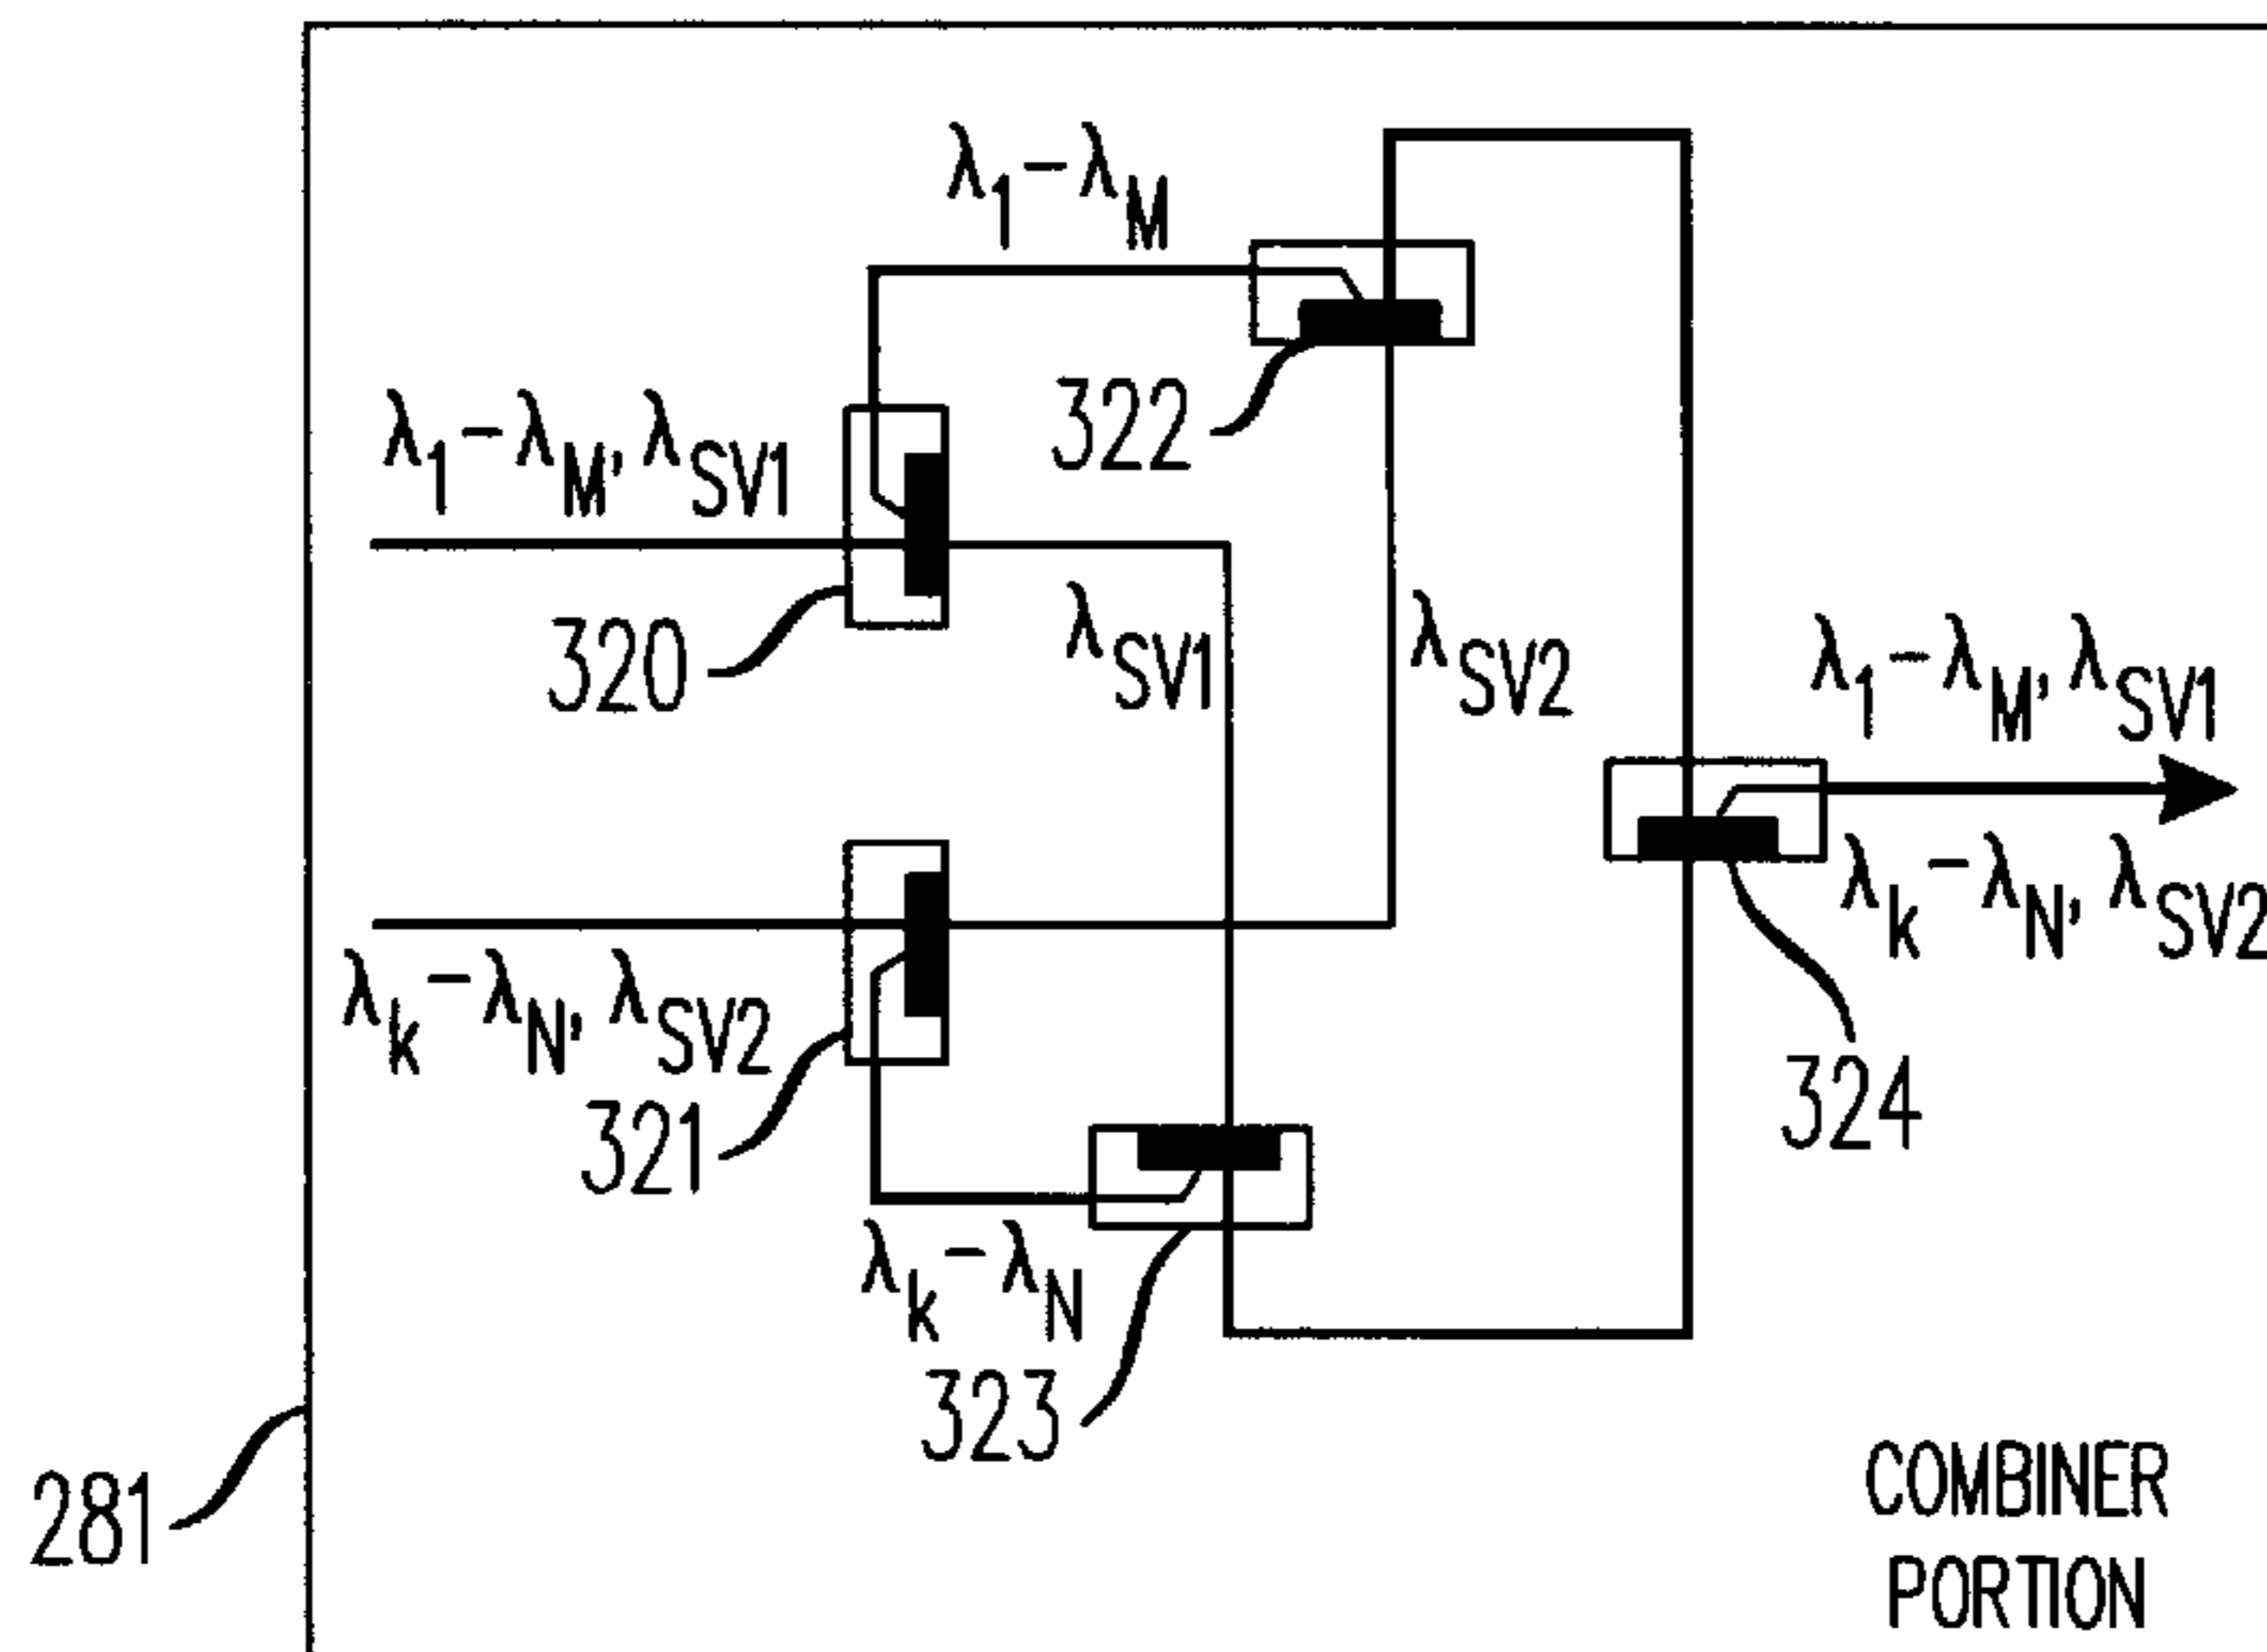 λ1-λM
λ1-λM, λSV1
322
λSV1
λSV2
320
λ1-λM, λSV1
λk-λN, λSV2
λk-λN, λSV2
321
324
λk-λN
323
281
COMBINER
PORTION